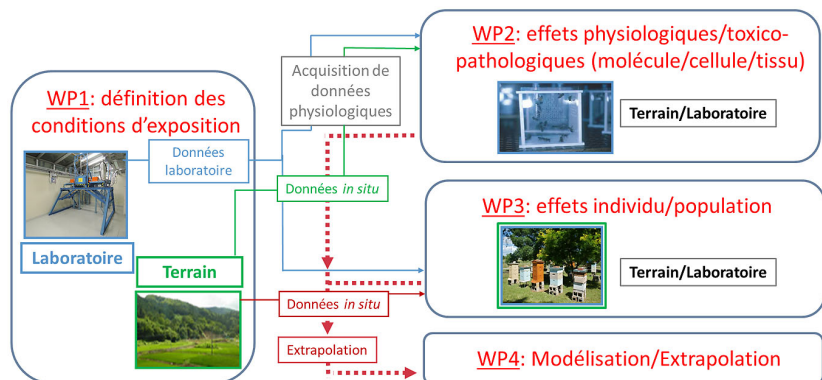 WP1: définition des
conditions d'exposition
Données
laboratoire
Laboratoire
Terrain
Acquisition de
données
physiologiques
Données in situ
Données in situ
Extrapolation
WP2: effets physiologiques/toxico-
pathologiques (molécule/cellule/tissu)
Terrain/Laboratoire
WP3: effets individu/population
Terrain/Laboratoire
WP4: Modélisation/Extrapolation